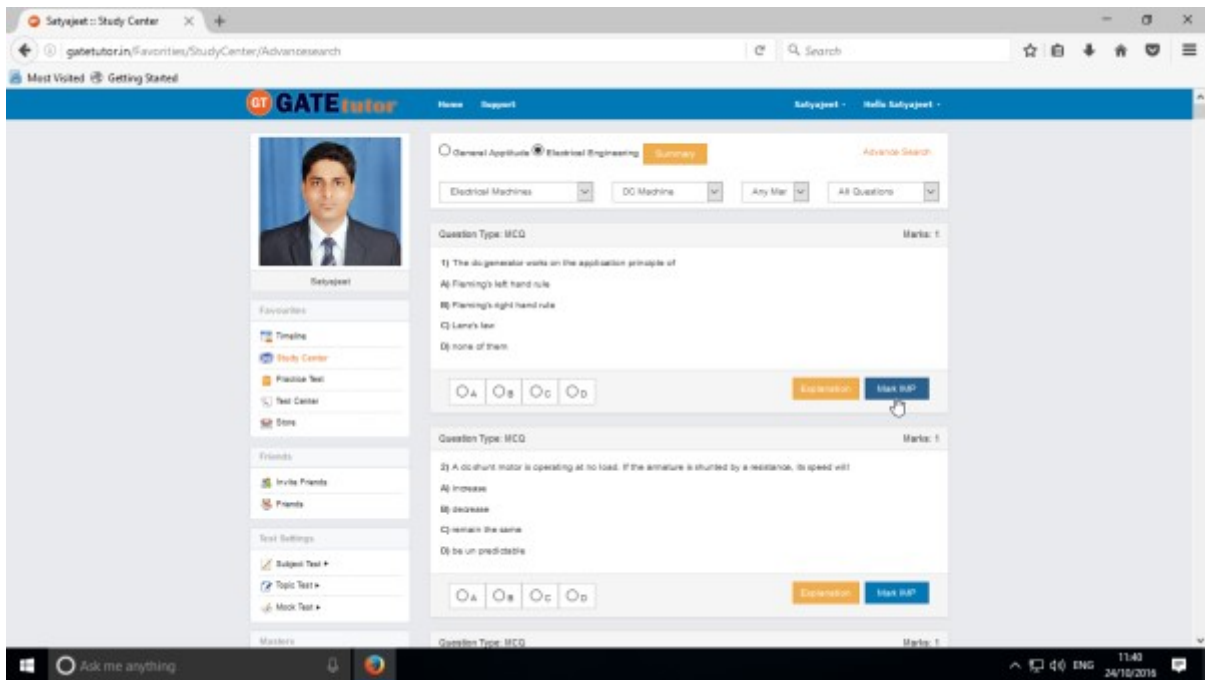 Satyajeet :: Study Center
gatetutor.in/Favorities/StudyCenter/Advancesearch
Search
Most Visited Getting Started
GT GATEtutor Home Support Satyajeet Hello Satyajeet
General Apptitude Electrical Engineering Summary Advance Search
Electrical Machines DC Machine Any Mar All Questions
Question Type: MCQ Marks: 1
1) The dc generator works on the application principle of
A) Fleming's left hand rule
B) Fleming's right hand rule
C) Lenz's law
D) none of them
A B C D Explanation Mark IMP
Question Type: MCQ Marks: 1
2) A dc shunt motor is operating at no load. If the armature is shunted by a resistance, its speed will
A) increase
B) decrease
C) remain the same
D) be un predictable
A B C D Explanation Mark IMP
Question Type: MCQ Marks: 1
Satyajeet
Favourites
Timeline
Study Center
Practice Test
Test Center
Store
Friends
Invite Friends
Friends
Test Settings
Subject Test
Topic Test
Mock Test
Masters
Ask me anything
ENG 11:40
24/10/2016